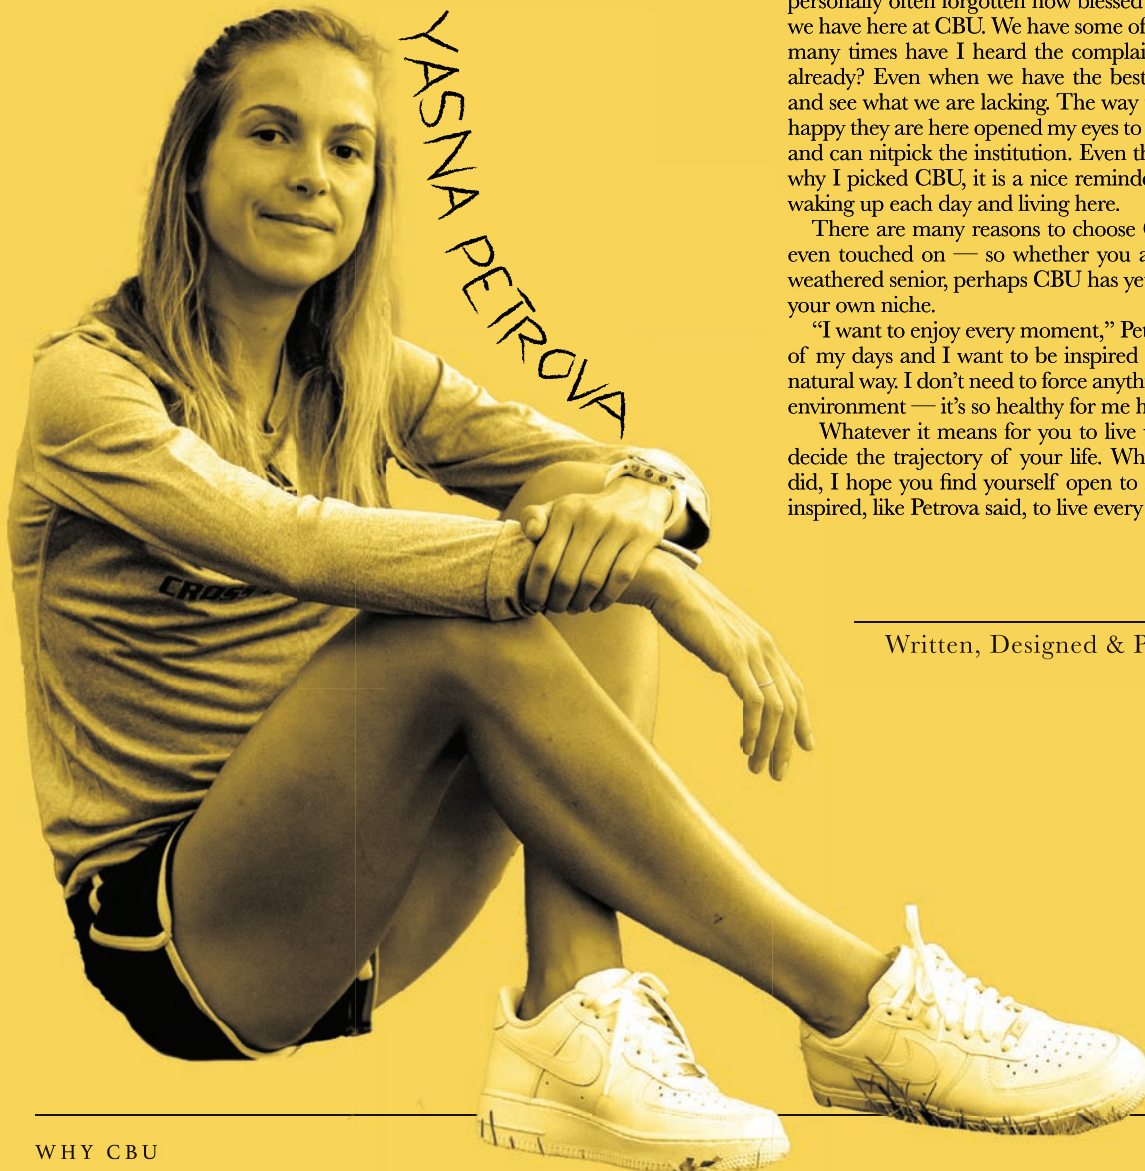 YASNA PETROVA
personally often forgotten how blessed
we have here at CBU. We have some of
many times have I heard the
already? Even when we have the best
and see what we are lacking. The way
happy they are here opened my eyes to
and can nitpick the institution. Even
why I picked CBU, it is a nice
waking up each day and living here.
There are many reasons to choose
even touched on — so whether you
weathered senior, perhaps CBU has
your own niche.
“I want to enjoy every moment,”
of my days and I want to be inspired
natural way. I don’t need to force
environment — it’s so healthy for me
Whatever it means for you to live
decide the trajectory of your life.
did, I hope you find yourself open to
inspired, like Petrova said, to live every
Written, Designed &
CROSS
WHY CBU